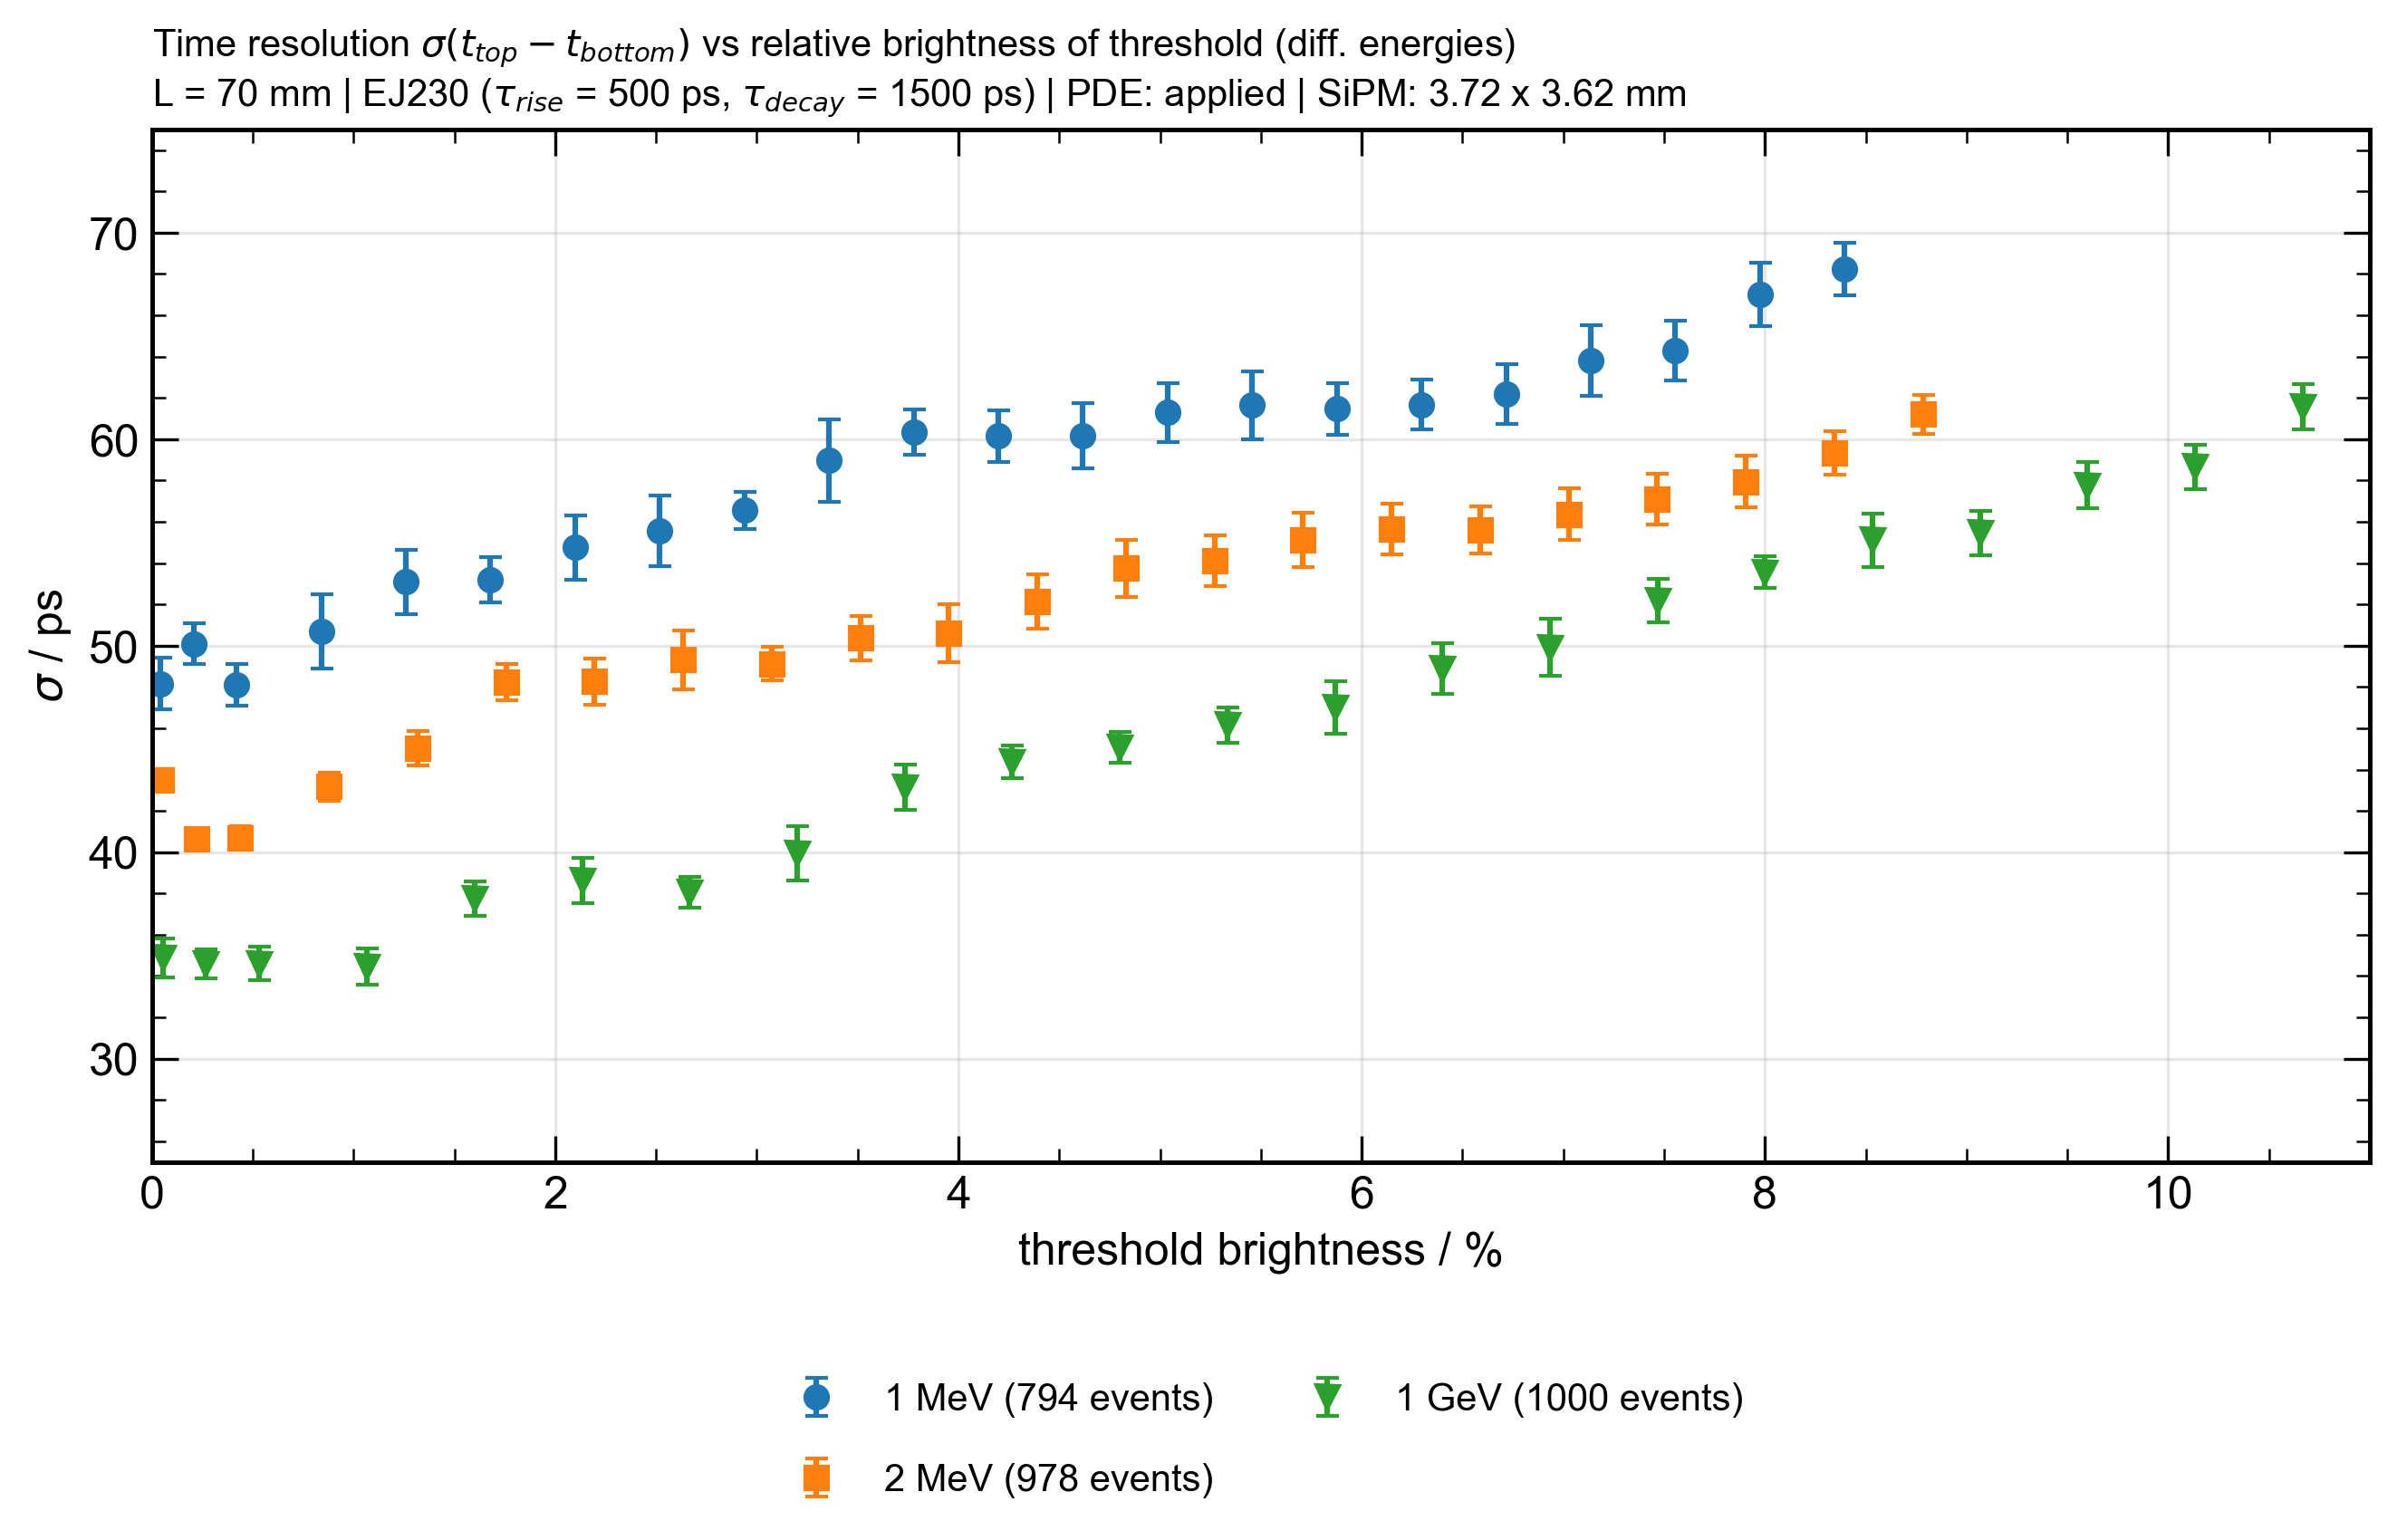 Time resolution σ(t_top − t_bottom) vs relative brightness of threshold (diff. energies)
L = 70 mm | EJ230 (τ_rise = 500 ps, τ_decay = 1500 ps) | PDE: applied | SiPM: 3.72 x 3.62 mm
70
60
50
40
30
σ / ps
0 2 4 6 8 10
threshold brightness / %
1 MeV (794 events) 1 GeV (1000 events)
2 MeV (978 events)